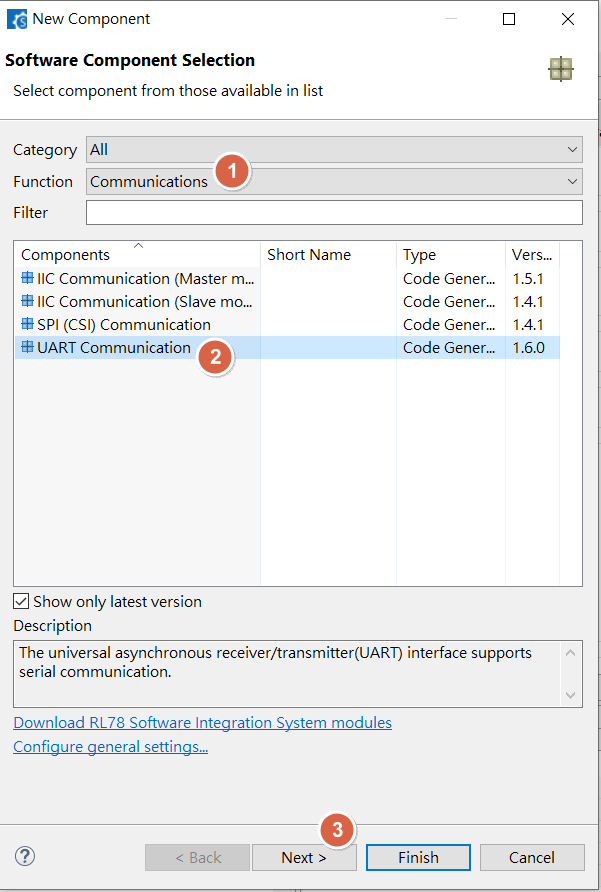 New Component
Software Component Selection
Select component from those available in list
Category All
Function Communications
1
Filter
Components Short Name Type Vers...
IIC Communication (Master m... Code Gener... 1.5.1
IIC Communication (Slave mo... Code Gener... 1.4.1
SPI (CSI) Communication Code Gener... 1.4.1
UART Communication Code Gener... 1.6.0
2
Show only latest version
Description
The universal asynchronous receiver/transmitter(UART) interface supports
serial communication.
Download RL78 Software Integration System modules
Configure general settings...
3
? < Back Next > Finish Cancel